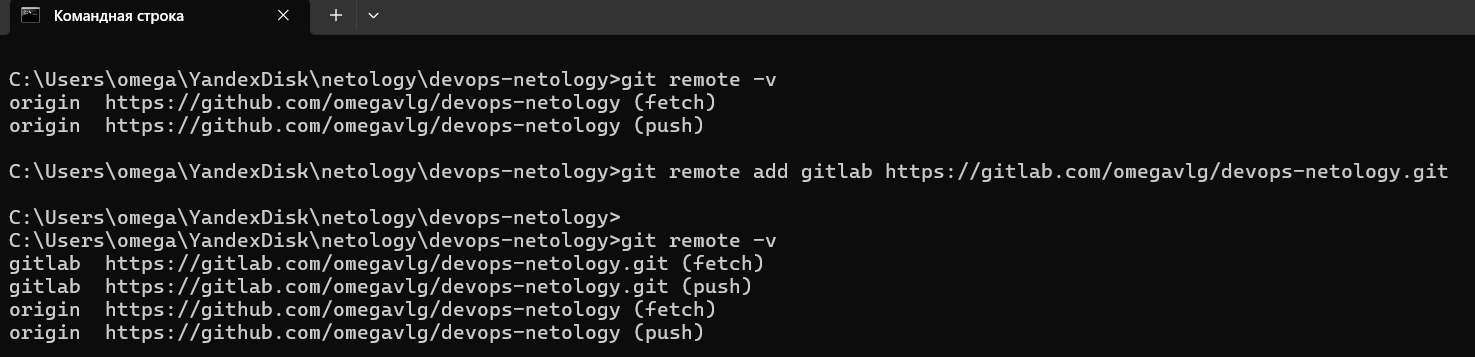 Командная строка
C:\Users\omega\YandexDisk\netology\devops-netology>git remote -v
origin  https://github.com/omegavlg/devops-netology (fetch)
origin  https://github.com/omegavlg/devops-netology (push)
C:\Users\omega\YandexDisk\netology\devops-netology>git remote add gitlab https://gitlab.com/omegavlg/devops-netology.git
C:\Users\omega\YandexDisk\netology\devops-netology>
C:\Users\omega\YandexDisk\netology\devops-netology>git remote -v
gitlab  https://gitlab.com/omegavlg/devops-netology.git (fetch)
gitlab  https://gitlab.com/omegavlg/devops-netology.git (push)
origin  https://github.com/omegavlg/devops-netology (fetch)
origin  https://github.com/omegavlg/devops-netology (push)